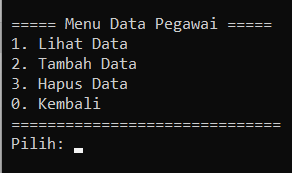 ===== Menu Data Pegawai =====
1. Lihat Data
2. Tambah Data
3. Hapus Data
0. Kembali
==============================
Pilih: